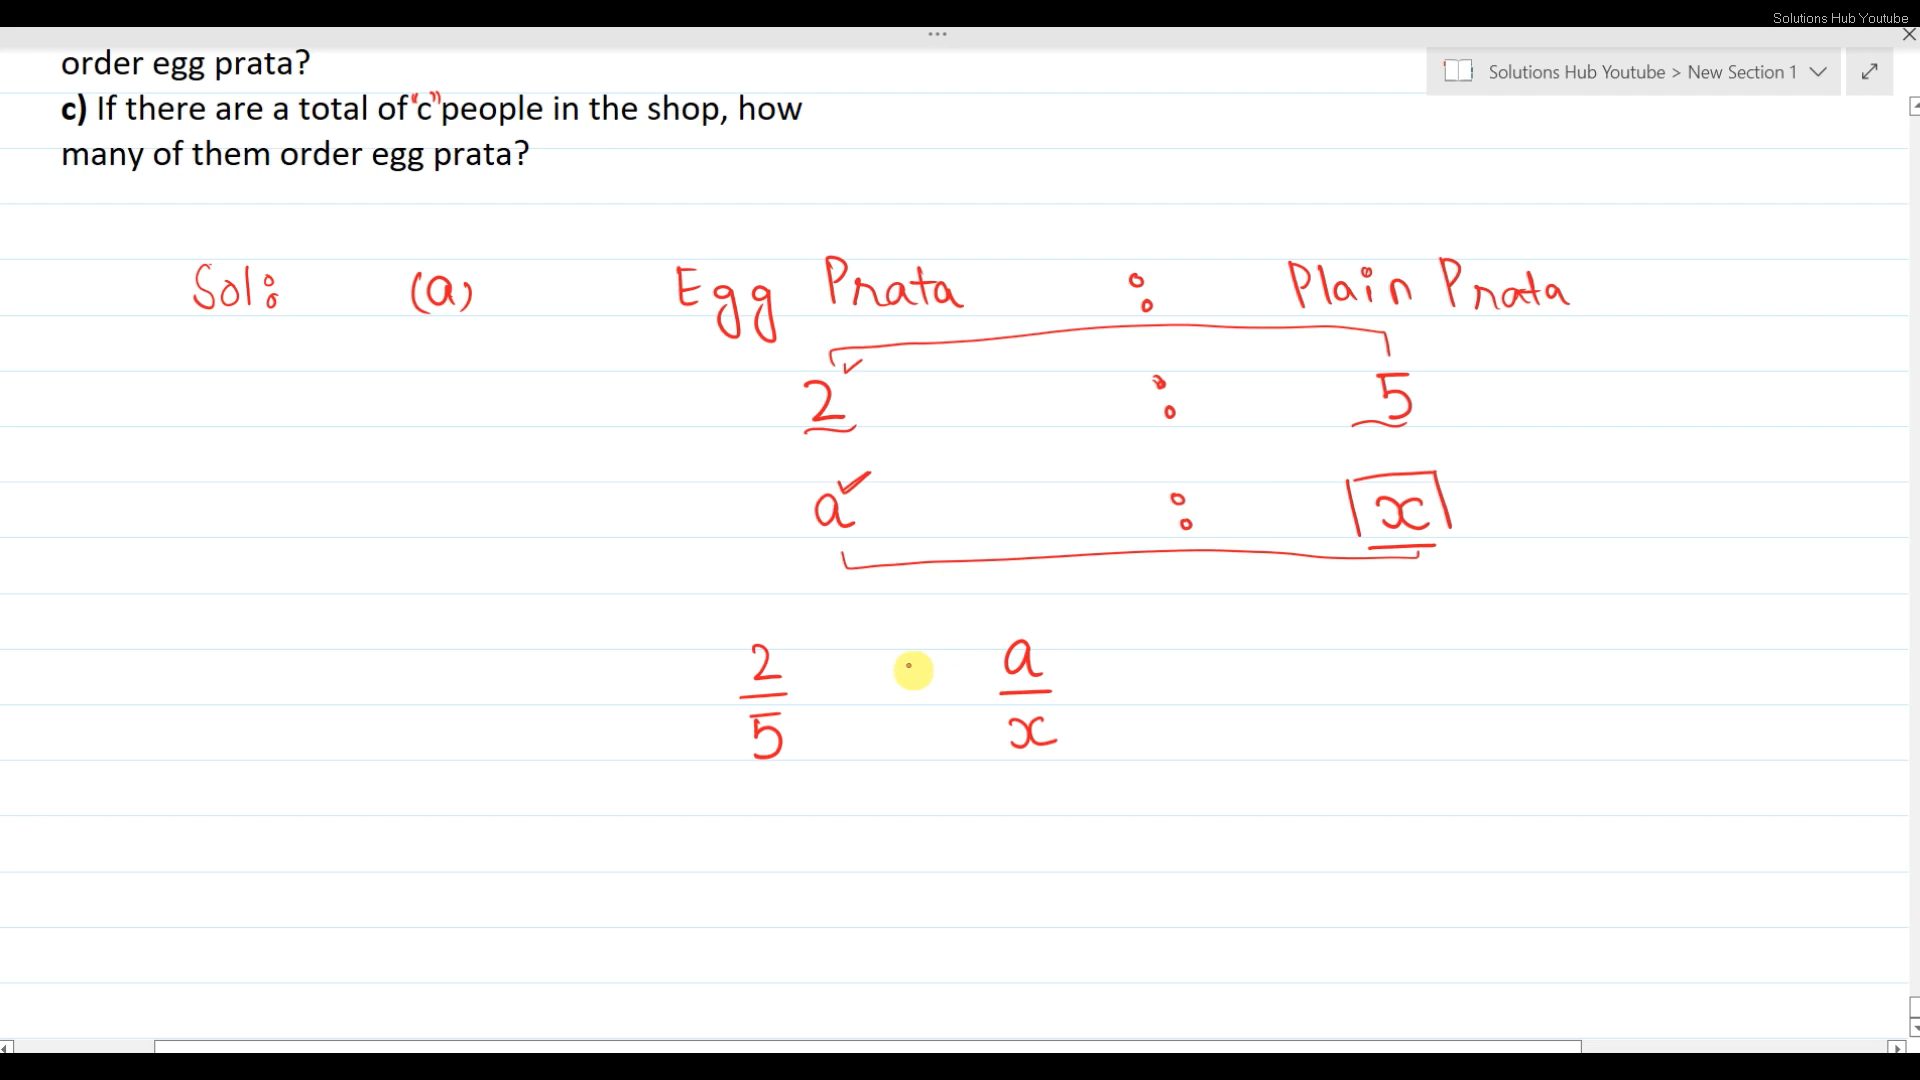 Solutions Hub Youtube
order egg prata?
Solutions Hub Youtube > New Section 1
c) If there are a total of "c" people in the shop, how
many of them order egg prata?
Sol: (a) Egg Prata : Plain Prata
2 : 5
a : x
2/5 a/x